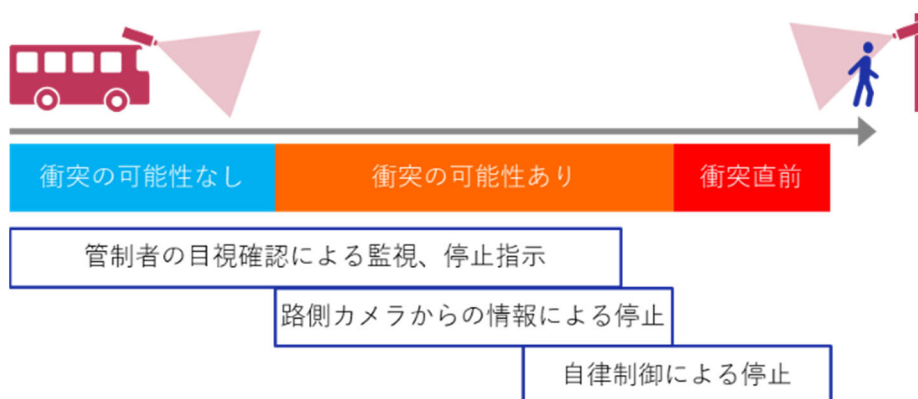 衝突の可能性なし
衝突の可能性あり
衝突直前
管制者の目視確認による監視、停止指示
路側カメラからの情報による停止
自律制御による停止